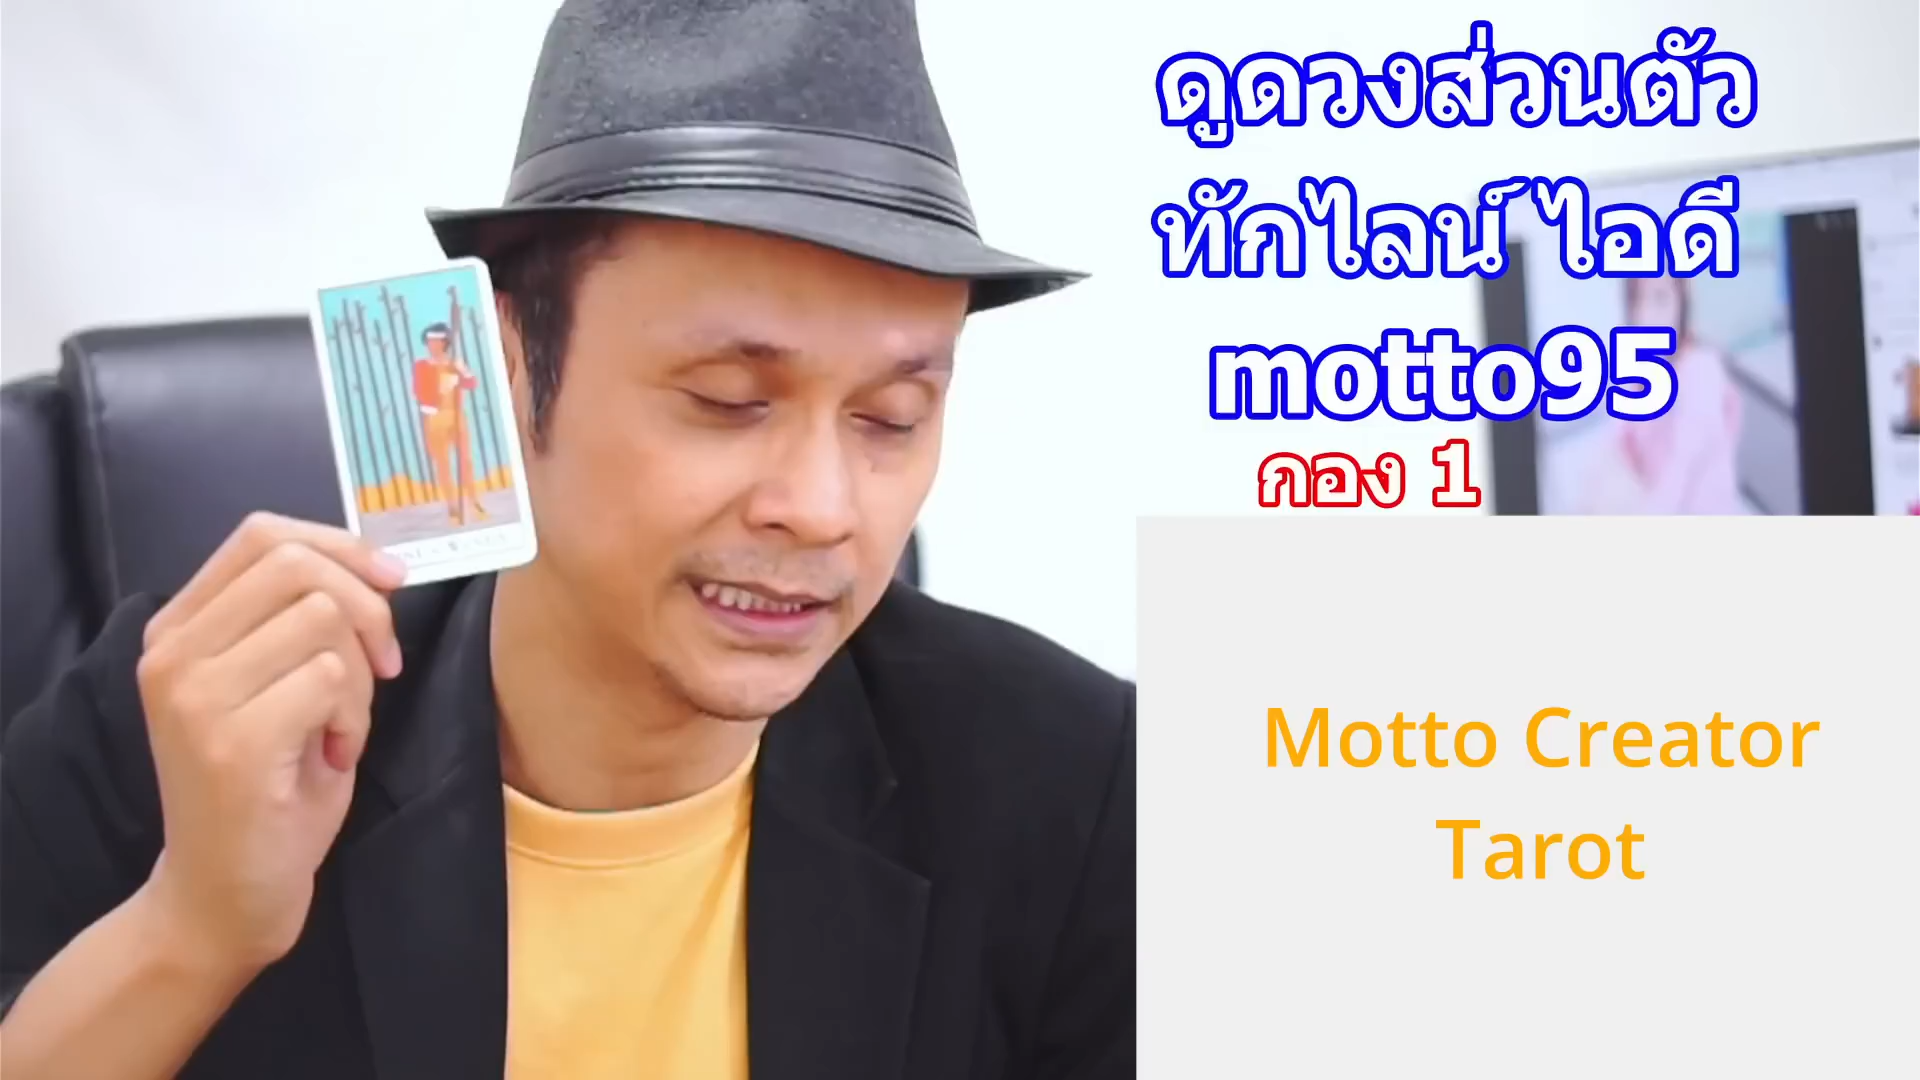 ดูดวงส่วนตัว
ทักไลน์ ไอดี
motto95
กอง 1
Motto Creator
Tarot